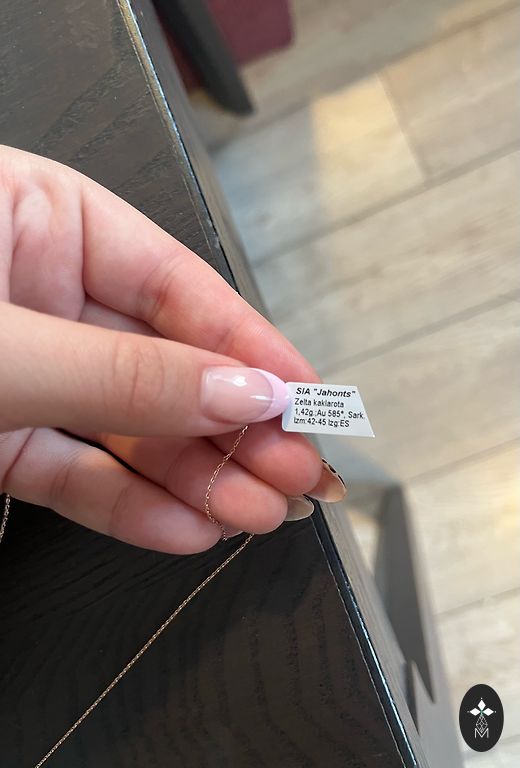 SIA "Jahonts"
Zelta kaklarota
1,42g.;Au 585*, Sark
Izm:42-45 Izg:ES
M